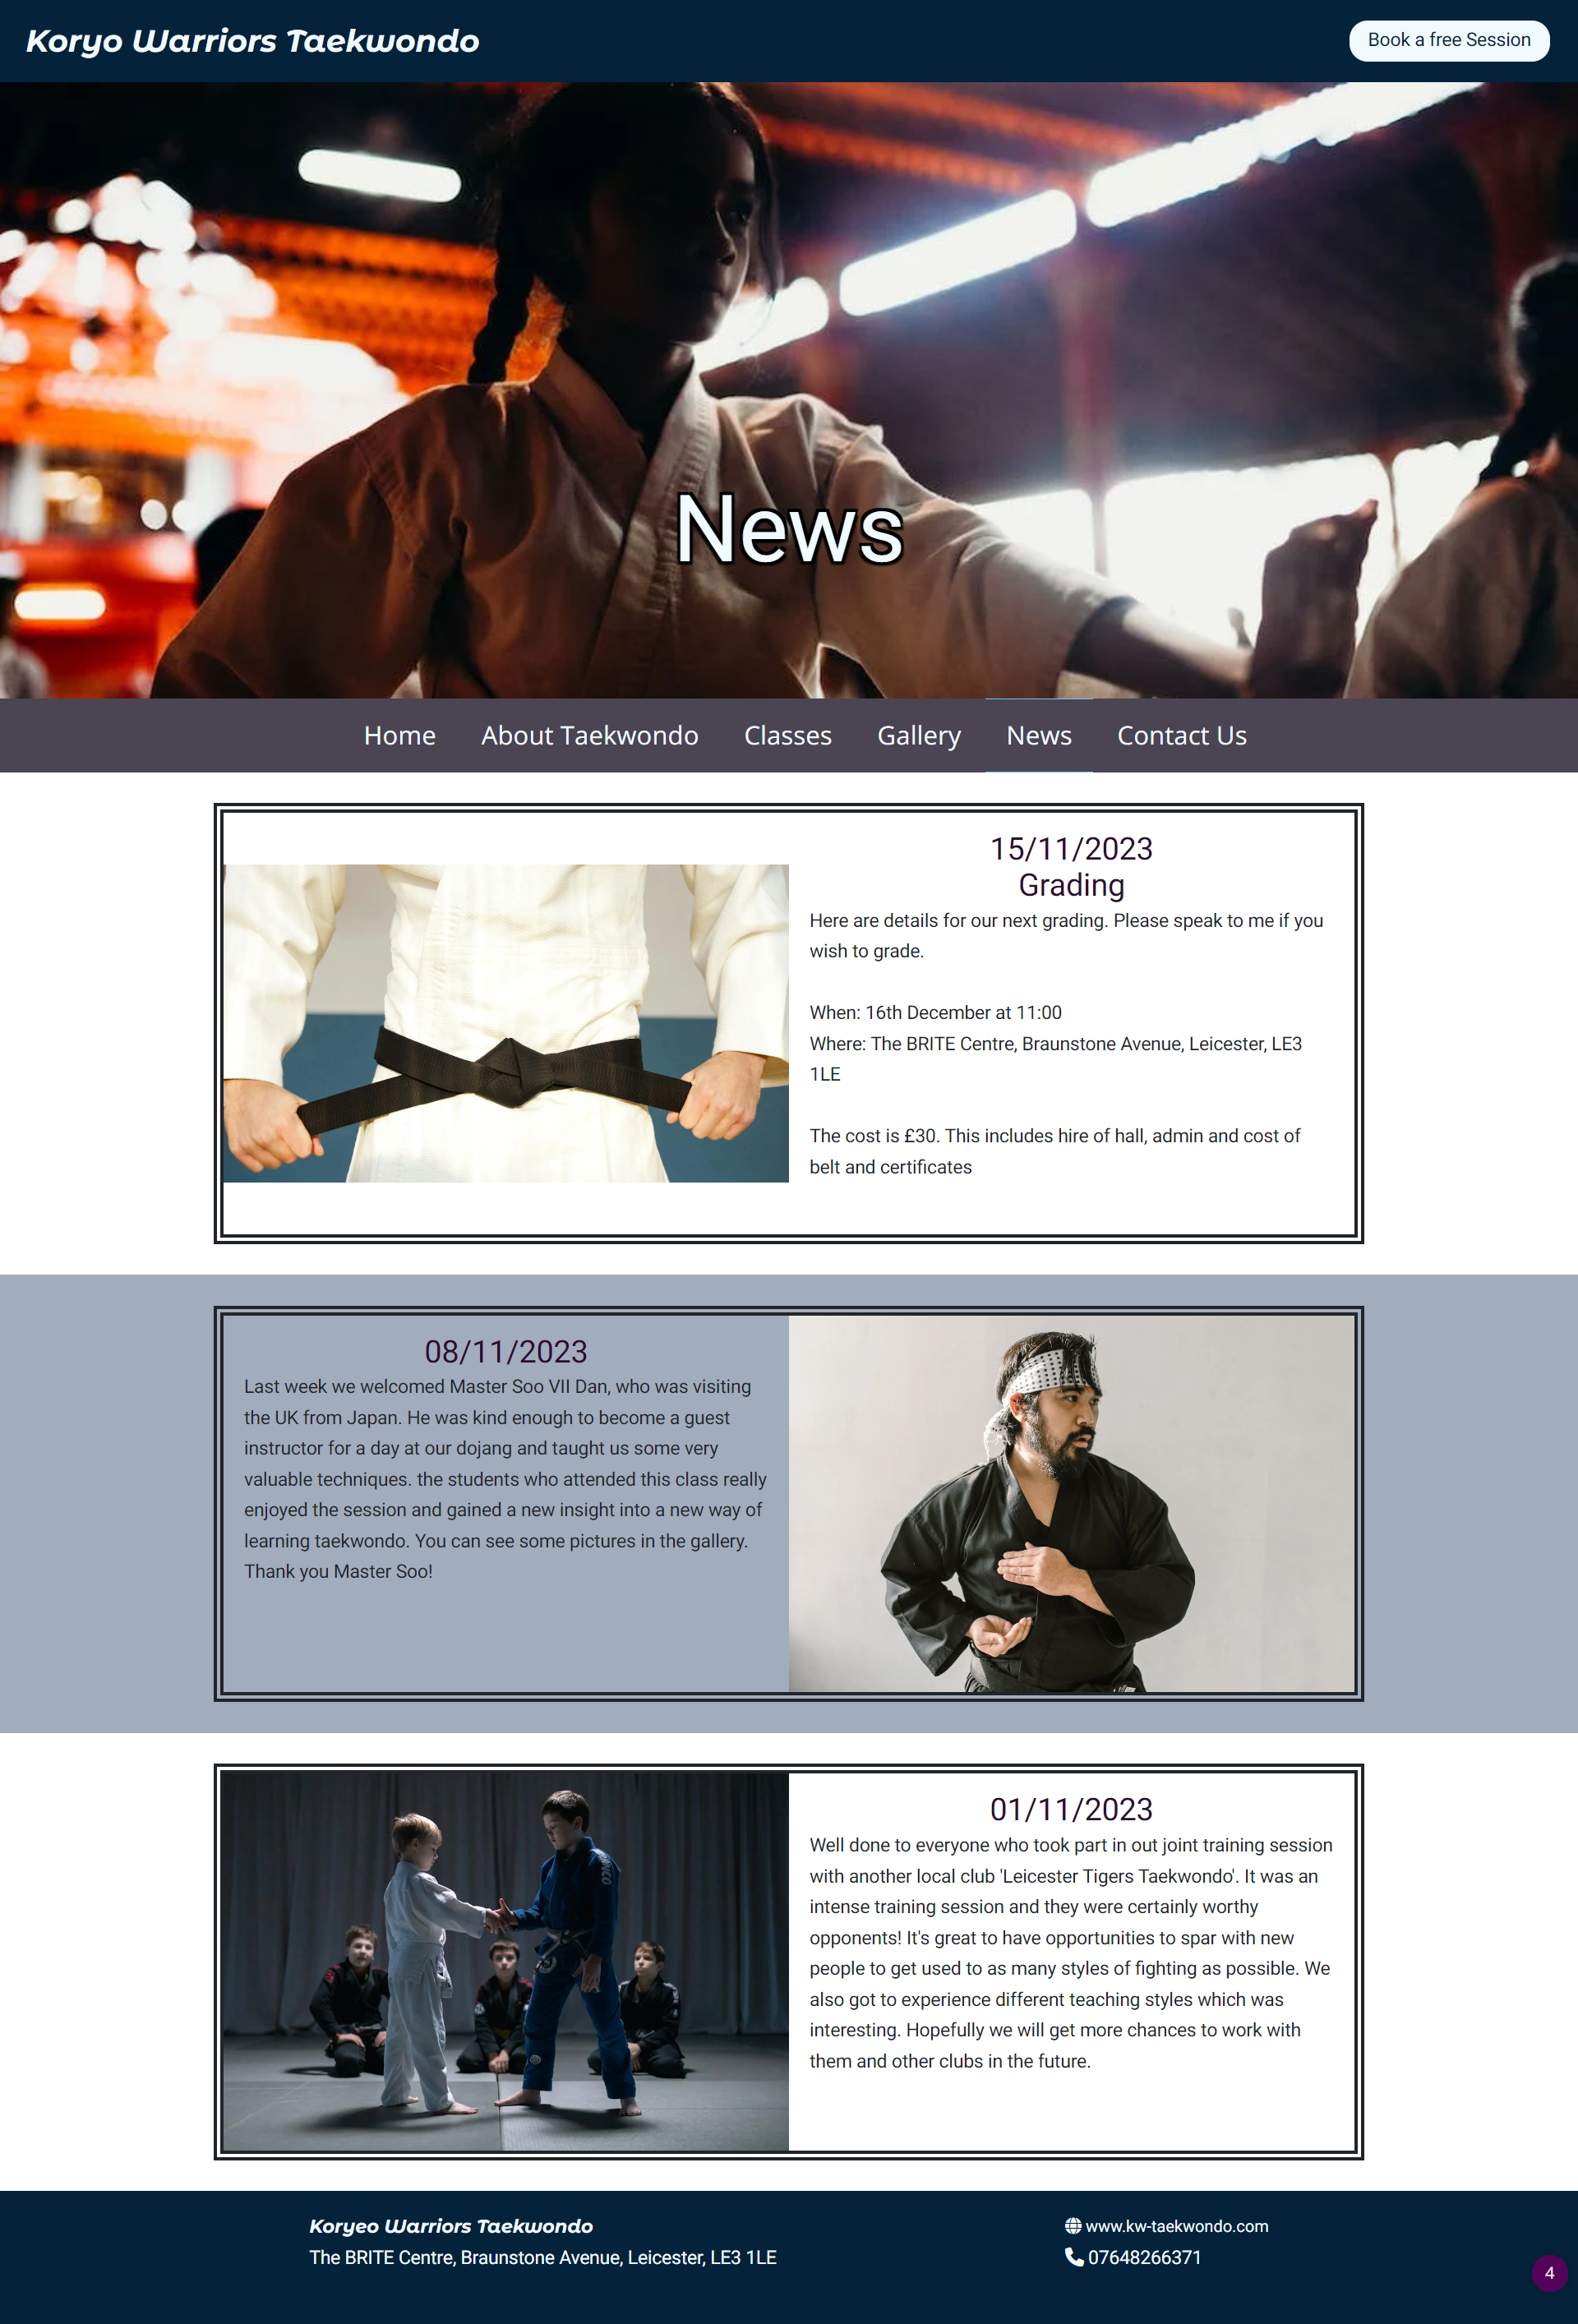 Koryo Warriors Taekwondo
Book a free Session
News
Home About Taekwondo Classes Gallery News Contact Us
15/11/2023
Grading
Here are details for our next grading. Please speak to me if you
wish to grade.
When: 16th December at 11:00
Where: The BRITE Centre, Braunstone Avenue, Leicester, LE3
1LE
The cost is £30. This includes hire of hall, admin and cost of
belt and certificates
08/11/2023
Last week we welcomed Master Soo VII Dan, who was visiting
the UK from Japan. He was kind enough to become a guest
instructor for a day at our dojang and taught us some very
valuable techniques. the students who attended this class really
enjoyed the session and gained a new insight into a new way of
learning taekwondo. You can see some pictures in the gallery.
Thank you Master Soo!
01/11/2023
Well done to everyone who took part in out joint training session
with another local club 'Leicester Tigers Taekwondo'. It was an
intense training session and they were certainly worthy
opponents! It's great to have opportunities to spar with new
people to get used to as many styles of fighting as possible. We
also got to experience different teaching styles which was
interesting. Hopefully we will get more chances to work with
them and other clubs in the future.
Koryeo Warriors Taekwondo
The BRITE Centre, Braunstone Avenue, Leicester, LE3 1LE
www.kw-taekwondo.com
07648266371
4